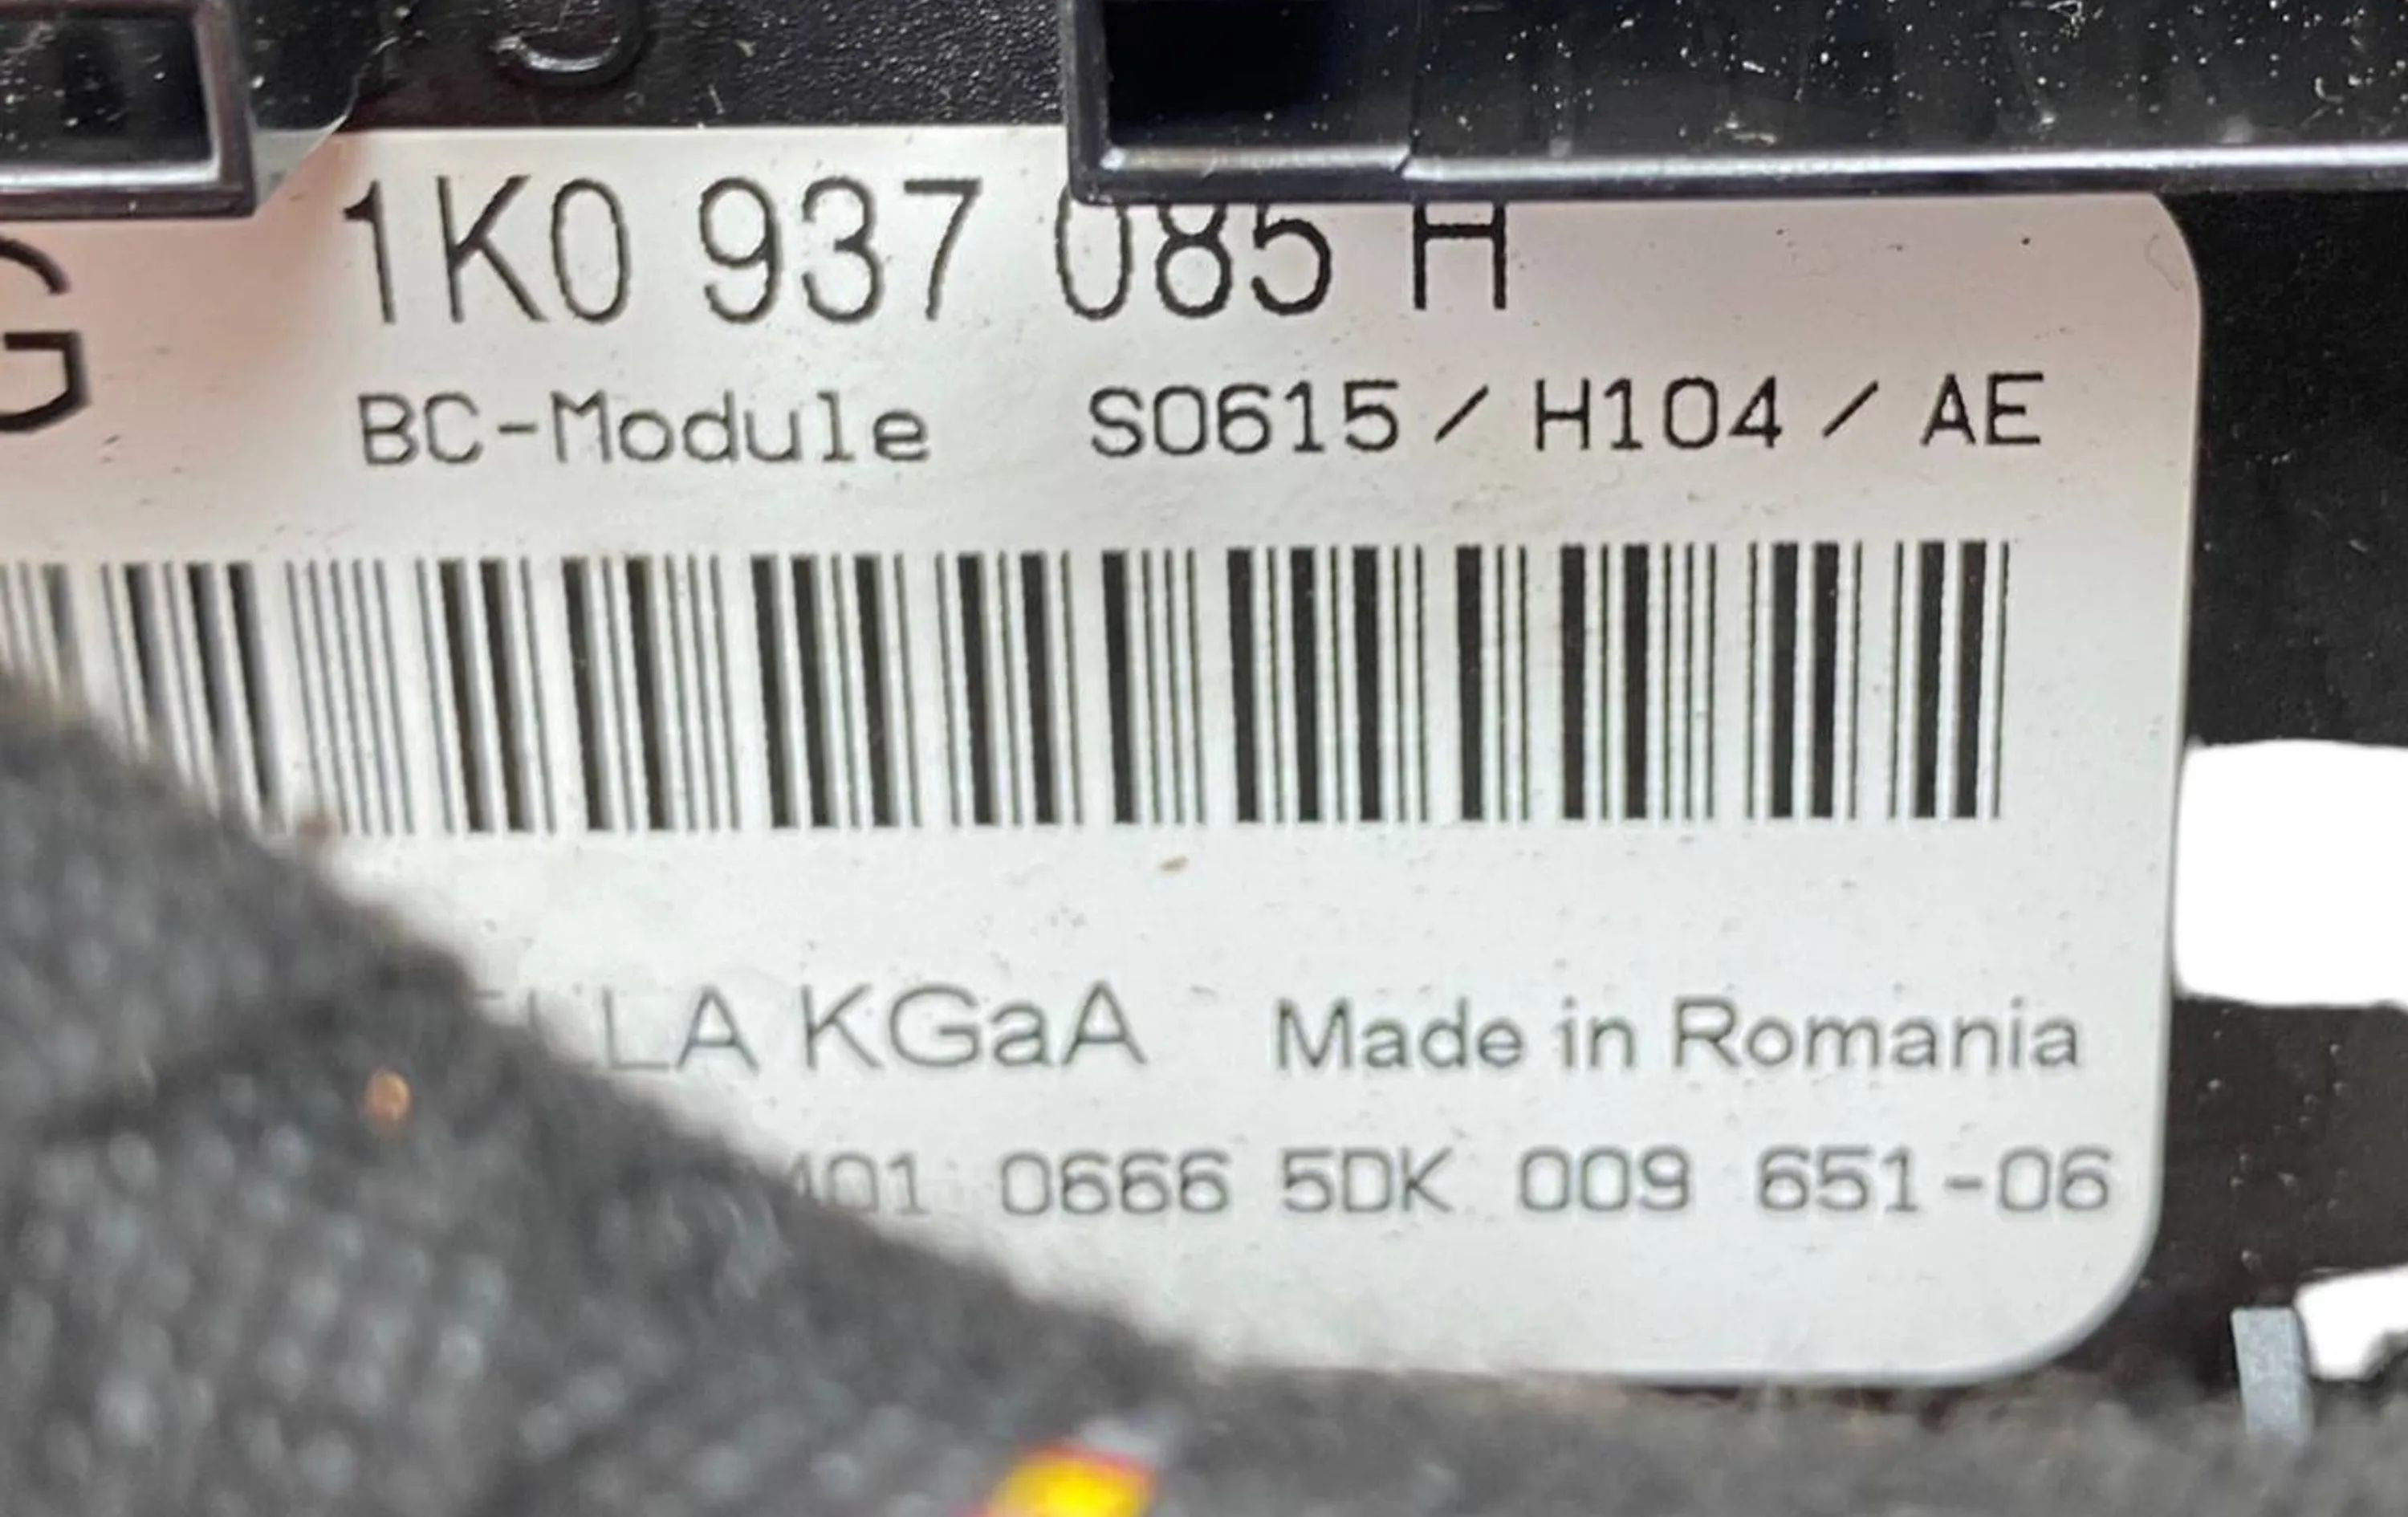 G 1K0 937 085 H
BC-Module S0615 / H104 / AE
KGaA Made in Romania
0666 5DK 009 651-06